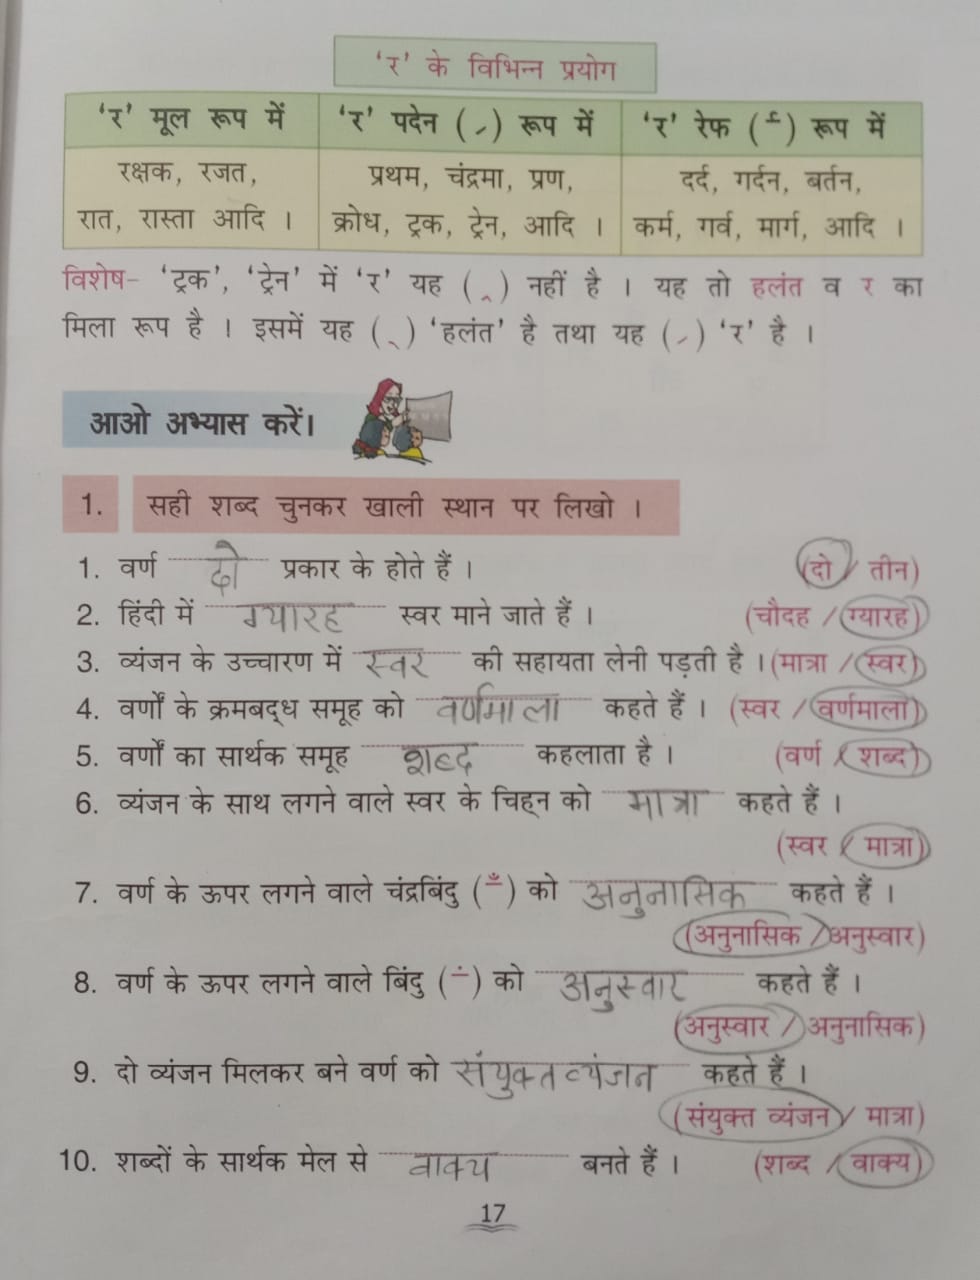 ‘र’ के विभिन्न प्रयोग
‘र’ मूल रूप में ‘र’ पदेन (्र) रूप में ‘र’ रेफ (र्) रूप में
रक्षक, रजत, प्रथम, चंद्रमा, प्रण, दर्द, गर्दन, बर्तन,
रात, रास्ता आदि । क्रोध, ट्रक, ट्रेन, आदि । कर्म, गर्व, मार्ग, आदि ।
विशेष– ‘ट्रक’, ‘ट्रेन’ में ‘र’ यह (‸) नहीं है । यह तो हलंत व र का
मिला रूप है । इसमें यह (্) ‘हलंत’ है तथा यह (⸝) ‘र’ है ।
आओ अभ्यास करें।
1. सही शब्द चुनकर खाली स्थान पर लिखो ।
1. वर्ण दो प्रकार के होते हैं । (दो / तीन)
2. हिंदी में ग्यारह स्वर माने जाते हैं । (चौदह / ग्यारह)
3. व्यंजन के उच्चारण में स्वर की सहायता लेनी पड़ती है । (मात्रा / स्वर)
4. वर्णों के क्रमबद्ध समूह को वर्णमाला कहते हैं । (स्वर / वर्णमाला)
5. वर्णों का सार्थक समूह शब्द कहलाता है । (वर्ण / शब्द)
6. व्यंजन के साथ लगने वाले स्वर के चिह्न को मात्रा कहते हैं ।
(स्वर / मात्रा)
7. वर्ण के ऊपर लगने वाले चंद्रबिंदु (ँ) को अनुनासिक कहते हैं ।
(अनुनासिक / अनुस्वार)
8. वर्ण के ऊपर लगने वाले बिंदु (ं) को अनुस्वार कहते हैं ।
(अनुस्वार / अनुनासिक)
9. दो व्यंजन मिलकर बने वर्ण को संयुक्त व्यंजन कहते हैं ।
(संयुक्त व्यंजन / मात्रा)
10. शब्दों के सार्थक मेल से वाक्य बनते हैं । (शब्द / वाक्य)
17